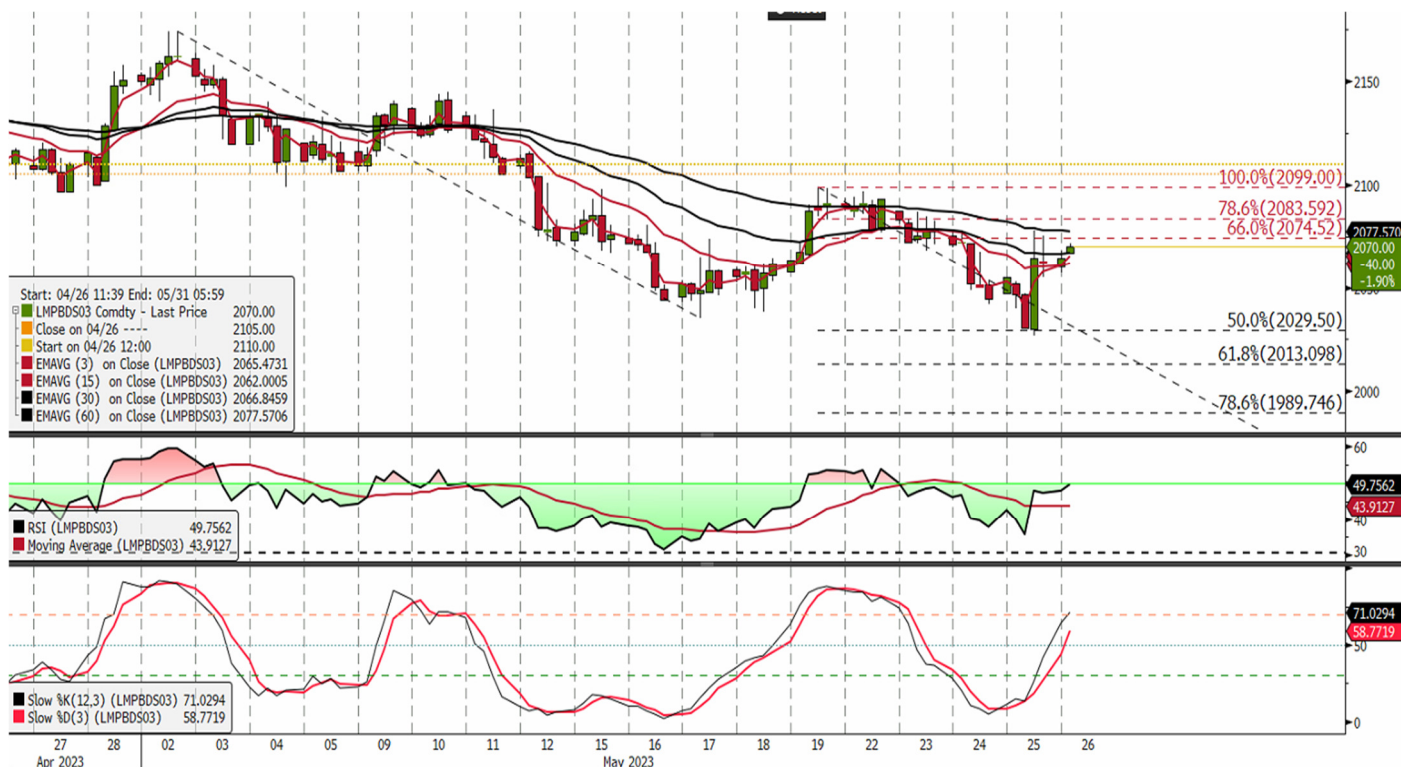 2150
2100
100.0%(2099.00)
78.6%(2083.592)
66.0%(2074.52)
2077.570
2070.00
-40.00
-1.90%
50.0%(2029.50)
61.8%(2013.098)
2000
78.6%(1989.746)
Start: 04/26 11:39 End: 05/31 05:59
LMPBDS03 Comdty - Last Price 2070.00
Close on 04/26 ---- 2105.00
Start on 04/26 12:00 2110.00
EMAVG (3) on Close (LMPBDS03) 2065.4731
EMAVG (15) on Close (LMPBDS03) 2062.0005
EMAVG (30) on Close (LMPBDS03) 2066.8459
EMAVG (60) on Close (LMPBDS03) 2077.5706
60
49.7562
43.9127
40
30
RSI (LMPBDS03) 49.7562
Moving Average (LMPBDS03) 43.9127
71.0294
58.7719
50
0
Slow %K(12,3) (LMPBDS03) 71.0294
Slow %D(3) (LMPBDS03) 58.7719
27 28 02 03 04 05 09 10 11 12 15 16 17 18 19 22 23 24 25 26
Apr 2023 May 2023